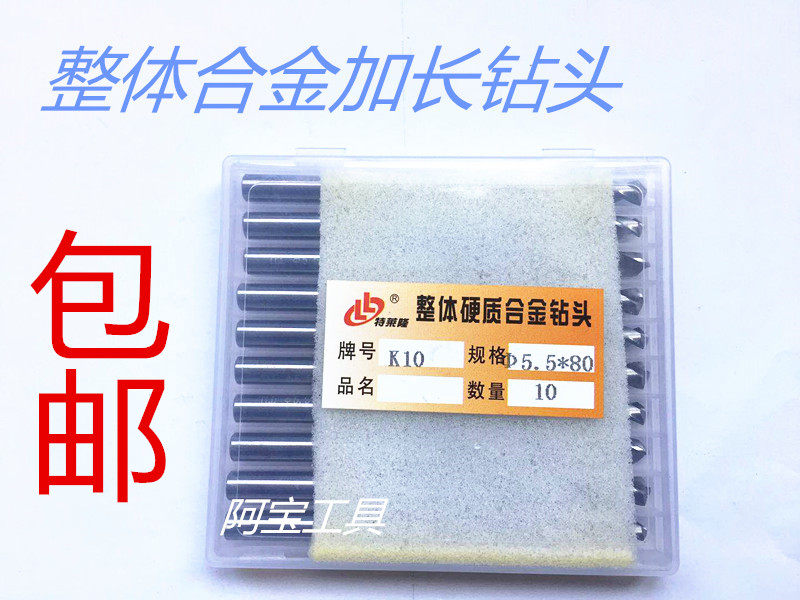 整体合金加长钻头
包
邮
® 整体硬质合金钻头
特莱隆
牌号 K10 规格 Φ5.5*80
品名 数量 10
阿宝工具